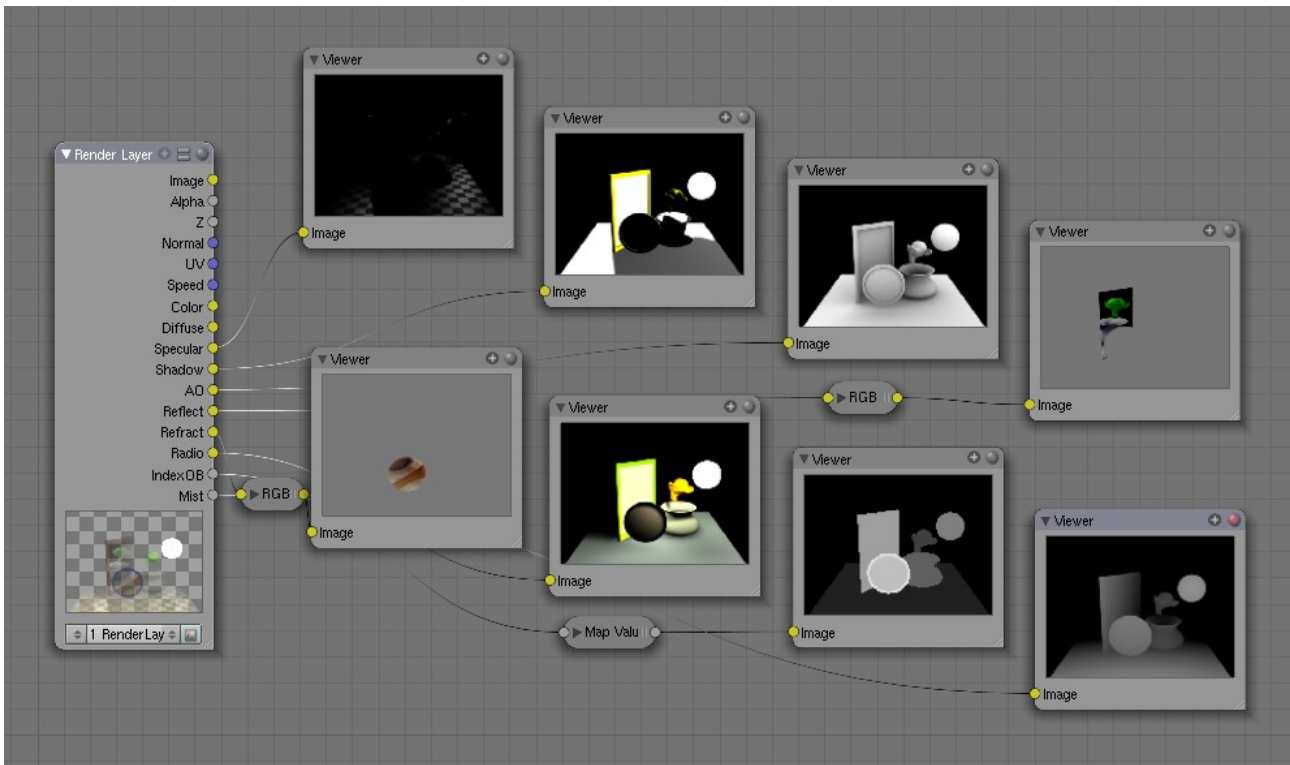 Render Layer
Image
Alpha
Z
Normal
UV
Speed
Color
Diffuse
Specular
Shadow
AO
Reflect
Refract
Radio
IndexOB
Mist
1 RenderLay
Viewer
Image
Viewer
Image
Viewer
Image
Viewer
Image
RGB
Viewer
Image
RGB
Viewer
Image
Map Valu
Viewer
Image
Viewer
Image